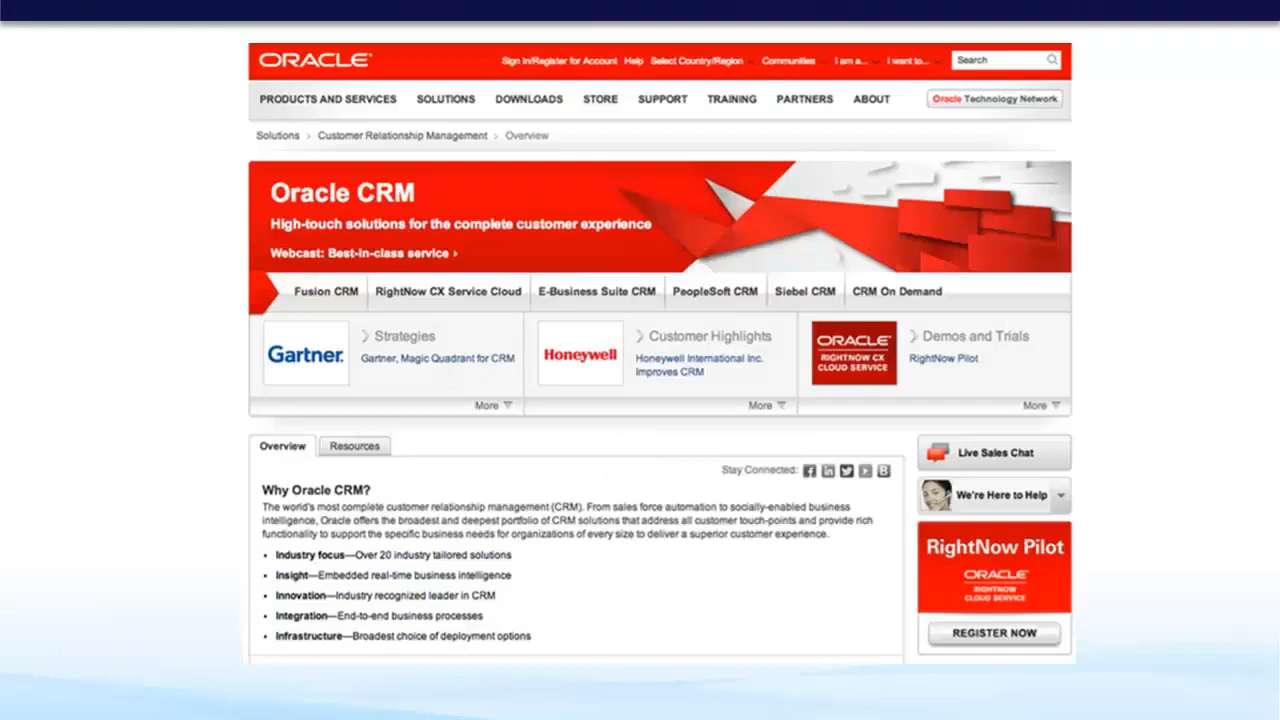 ORACLE
Sign In/Register for Account Help Select Country/Region Communities I am a... I want to... Search
PRODUCTS AND SERVICES SOLUTIONS DOWNLOADS STORE SUPPORT TRAINING PARTNERS ABOUT Oracle Technology Network
Solutions > Customer Relationship Management > Overview
Oracle CRM
High-touch solutions for the complete customer experience
Webcast: Best-in-class service
Fusion CRM RightNow CX Service Cloud E-Business Suite CRM PeopleSoft CRM Siebel CRM CRM On Demand
Gartner.
Strategies
Gartner, Magic Quadrant for CRM
More
Honeywell
Customer Highlights
Honeywell International Inc.
Improves CRM
More
ORACLE
RIGHTNOW CX
CLOUD SERVICE
Demos and Trials
RightNow Pilot
More
Overview Resources
Stay Connected:
Why Oracle CRM?
The world's most complete customer relationship management (CRM). From sales force automation to socially-enabled business
intelligence, Oracle offers the broadest and deepest portfolio of CRM solutions that address all customer touch-points and provide rich
functionality to support the specific business needs for organizations of every size to deliver a superior customer experience.
• Industry focus—Over 20 industry tailored solutions
• Insight—Embedded real-time business intelligence
• Innovation—Industry recognized leader in CRM
• Integration—End-to-end business processes
• Infrastructure—Broadest choice of deployment options
Live Sales Chat
We're Here to Help
RightNow Pilot
ORACLE
RIGHTNOW
CLOUD SERVICE
REGISTER NOW